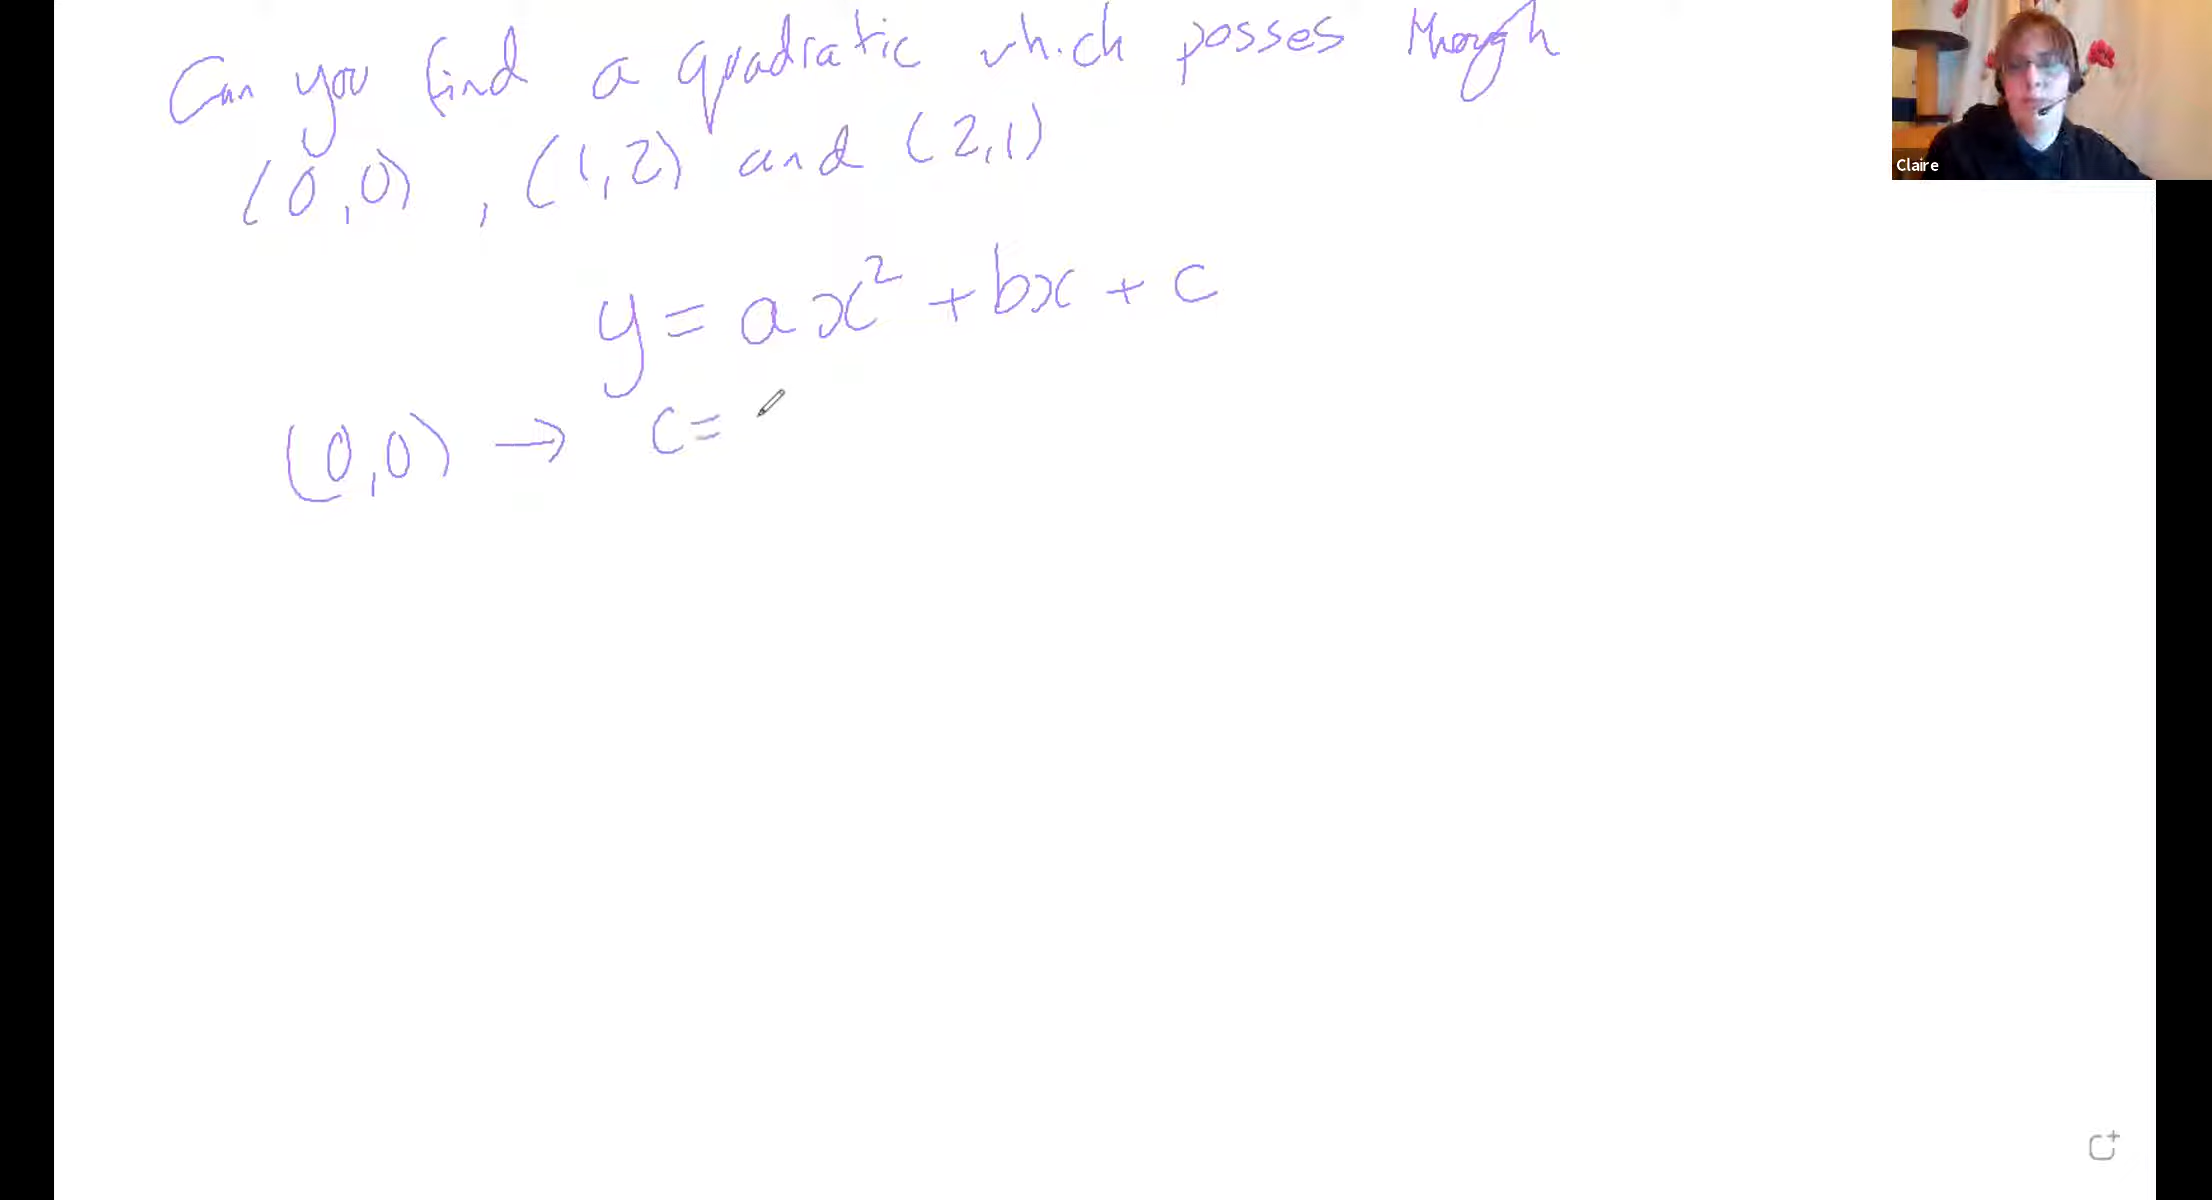 Can you find a quadratic which passes through
(0,0), (1,2) and (2,1)
y = ax² + bx + c
(0,0) → c =
Claire